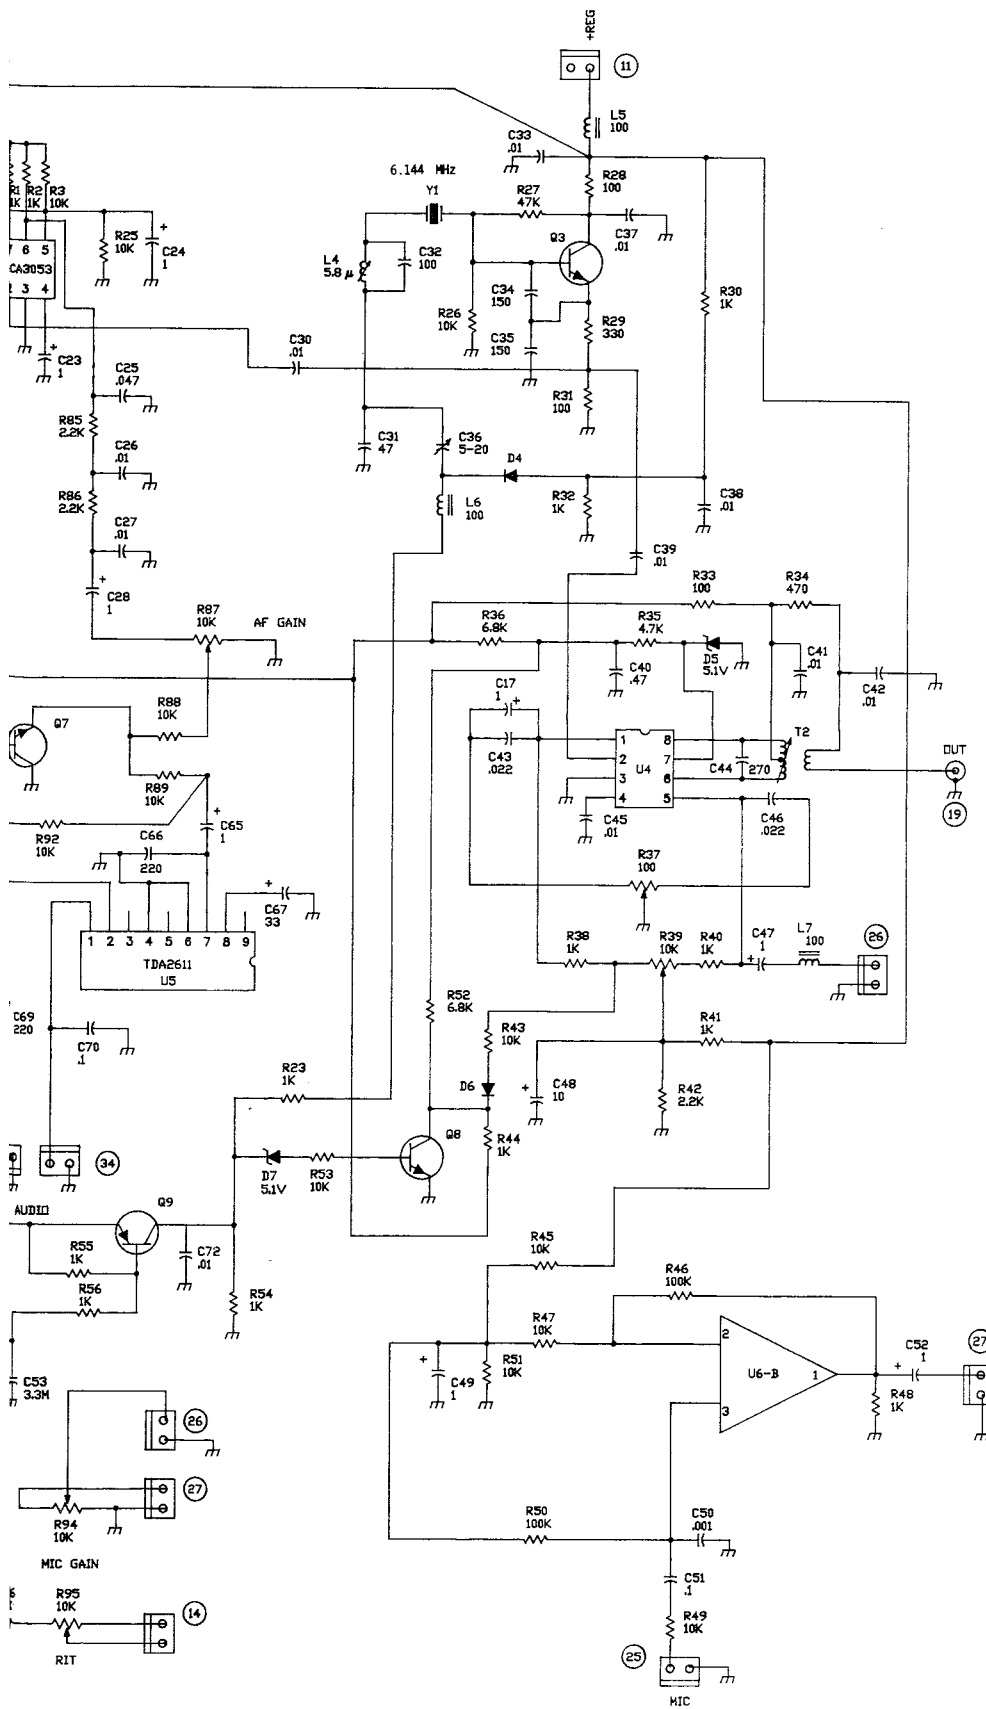 +REG
11
L5
100
C33
.01
6.144 MHz
Y1
R27
47K
R28
100
C37
.01
R1
1K
R2
1K
R3
10K
R25
10K
+
C24
1
7 6 5
CA3053
2 3 4
L4
5.8 µ
C32
100
Q3
C34
150
R26
10K
C35
150
R29
330
R30
1K
+
C23
1
C30
.01
C25
.047
R31
100
R85
2.2K
C31
47
C36
5-20
D4
C26
.01
R86
2.2K
L6
100
R32
1K
C38
.01
C27
.01
C39
.01
+
C28
1
R87
10K
AF GAIN
R33
100
R34
470
R36
6.8K
R35
4.7K
D5
5.1V
C40
.47
C41
.01
C42
.01
C17
1
+
Q7
R88
10K
C43
.022
1 8
2 7
3 6
4 5
U4
C44
270
T2
OUT
19
R89
10K
C45
.01
C46
.022
R92
10K
C66
220
+
C65
1
R37
100
+
C67
33
1 2 3 4 5 6 7 8 9
TDA2611
U5
R38
1K
R39
10K
R40
1K
C47
+ 1
L7
100
26
C69
220
C70
.1
R52
6.8K
R43
10K
R41
1K
R23
1K
D6
+
C48
10
R42
2.2K
34
D7
5.1V
R53
10K
Q8
R44
1K
AUDIO
Q9
R55
1K
R56
1K
C72
.01
R54
1K
R45
10K
R46
100K
R47
10K
C53
3.3M
+
C49
1
R51
10K
2
U6-B
1
3
+
C52
1
27
R48
1K
26
27
R94
10K
MIC GAIN
R50
100K
C50
.001
C51
.1
R95
10K
14
RIT
R49
10K
25
MIC